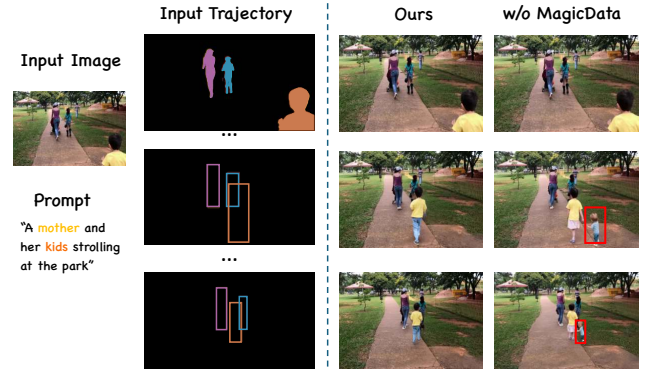 Input Trajectory
Ours
w/o MagicData
Input Image
...
Prompt
"A mother and
her kids strolling
at the park"
...